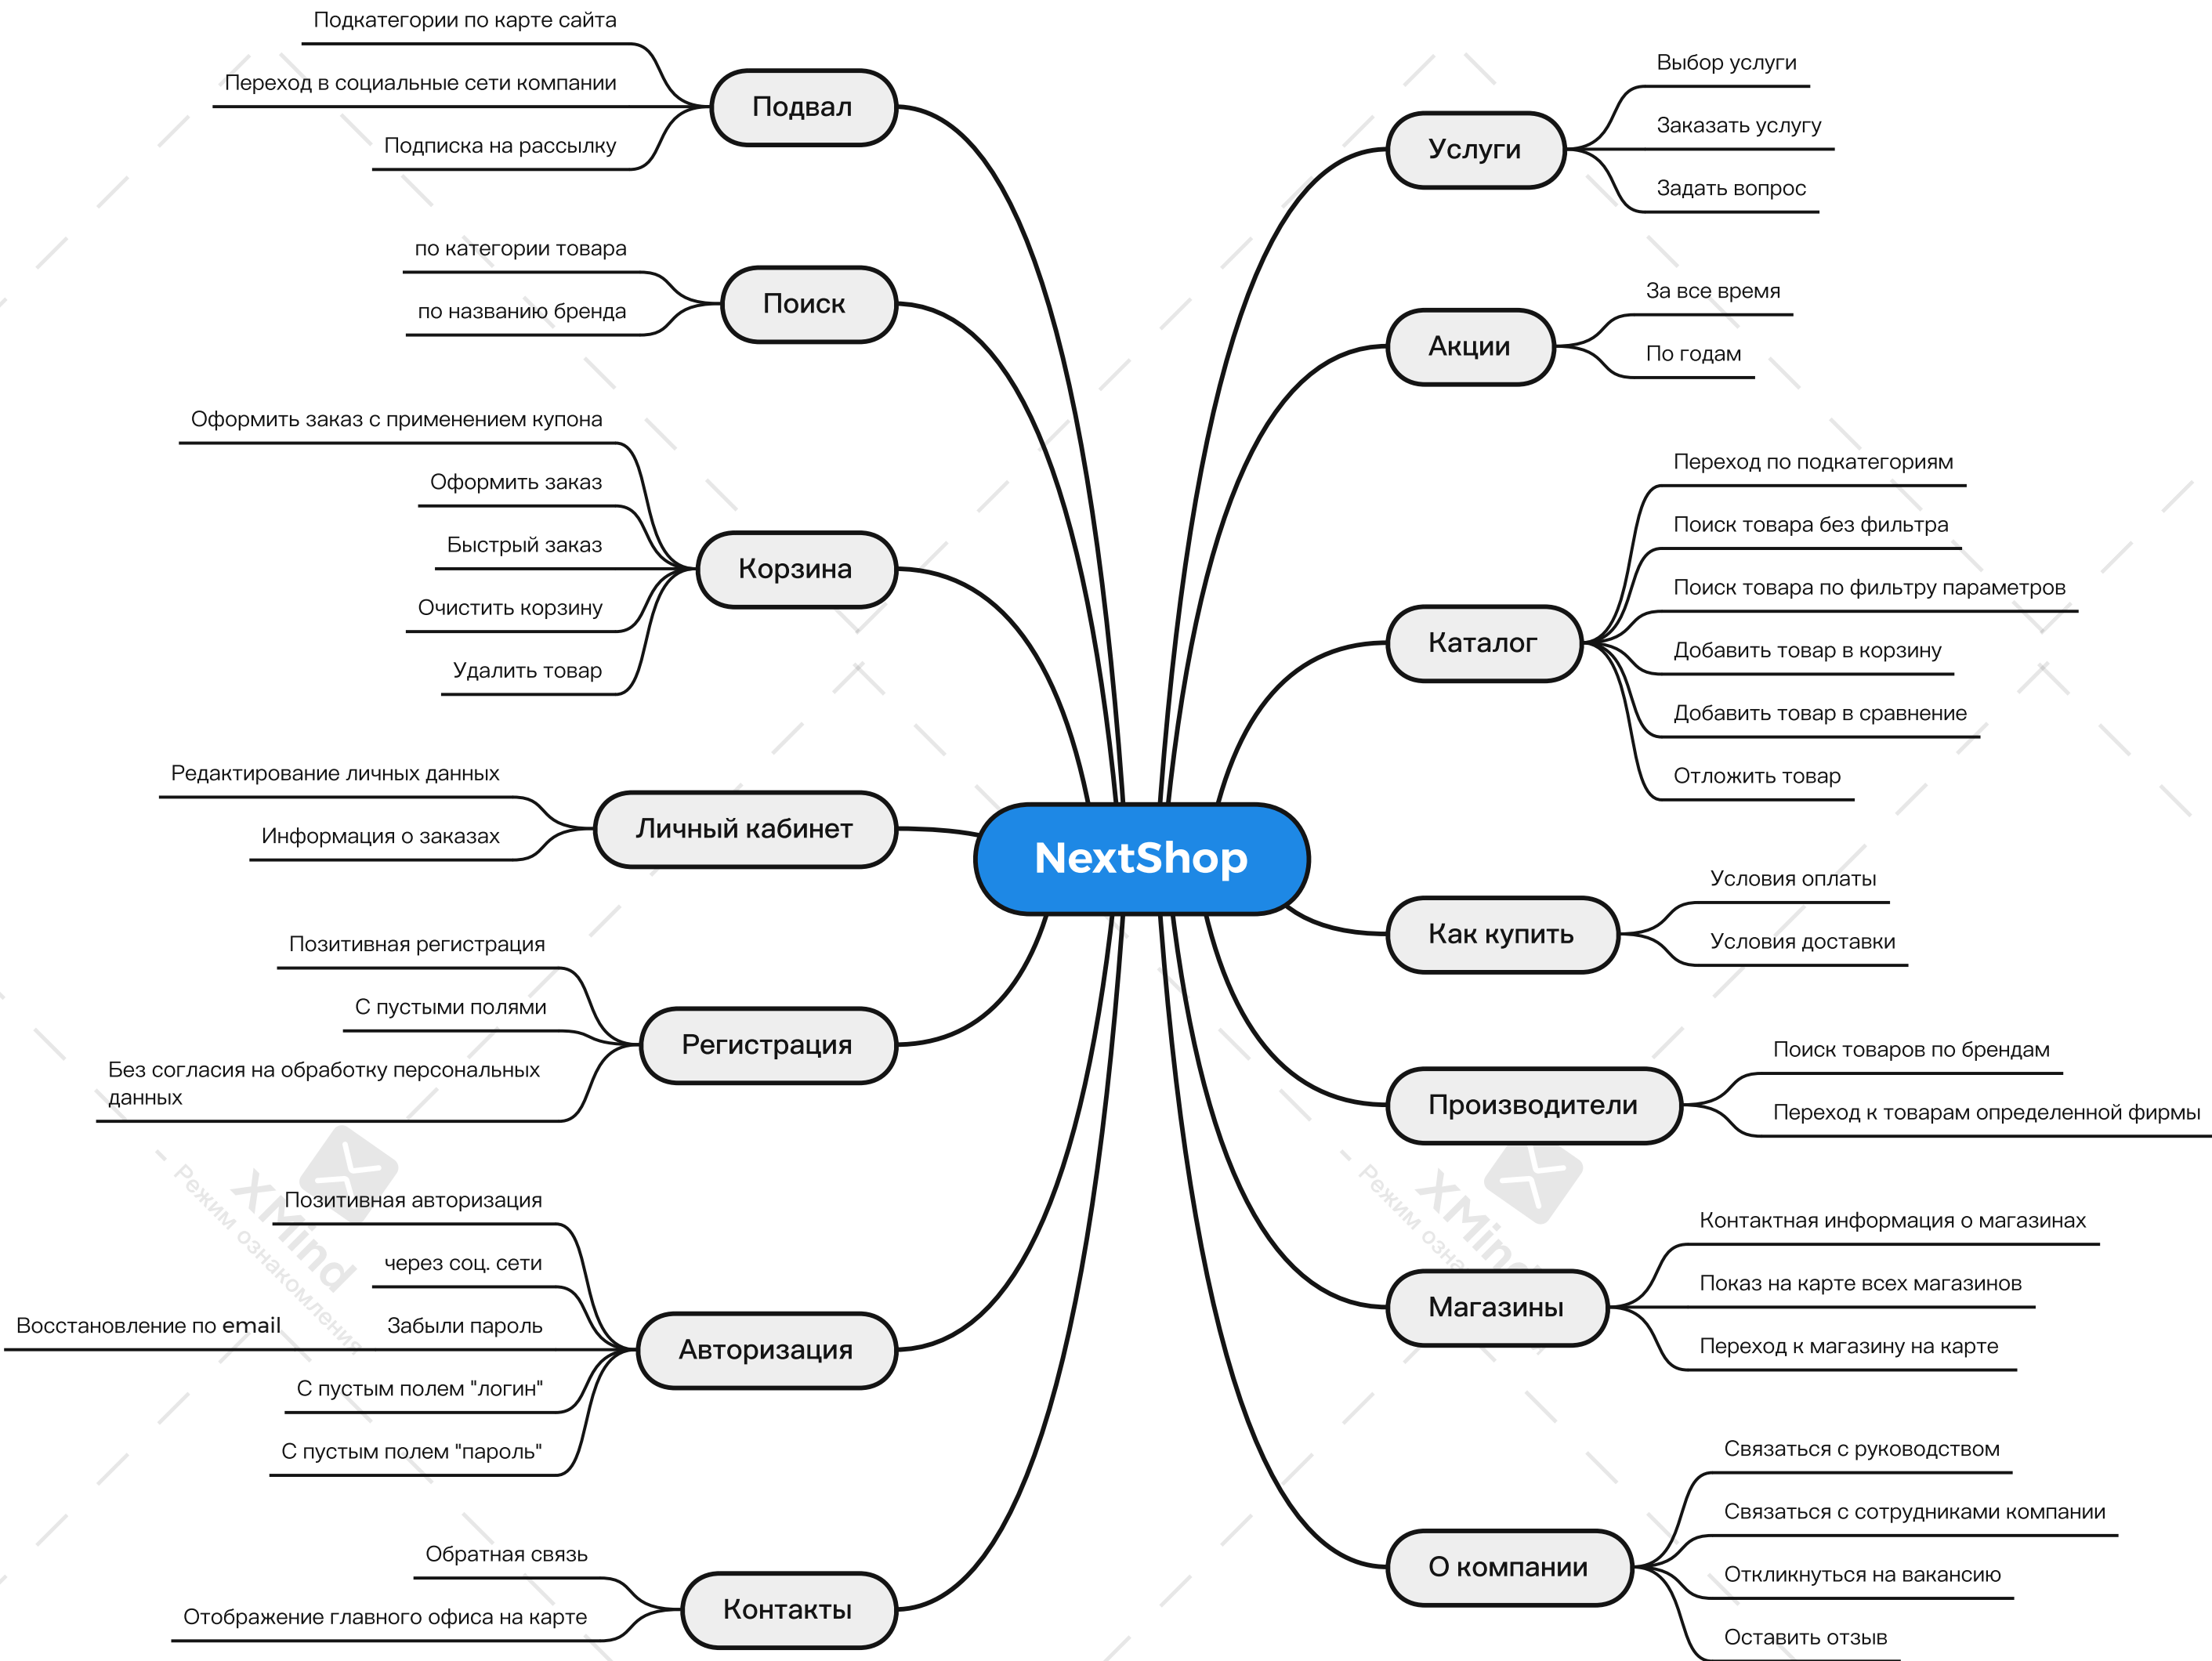 Подкатегории по карте сайта
Переход в социальные сети компании
Подписка на рассылку
Подвал
по категории товара
по названию бренда
Поиск
Оформить заказ с применением купона
Оформить заказ
Быстрый заказ
Очистить корзину
Удалить товар
Корзина
Редактирование личных данных
Информация о заказах
Личный кабинет
Позитивная регистрация
С пустыми полями
Без согласия на обработку персональных
данных
Регистрация
Позитивная авторизация
через соц. сети
Восстановление по email
Забыли пароль
С пустым полем "логин"
С пустым полем "пароль"
Авторизация
Обратная связь
Отображение главного офиса на карте
Контакты
NextShop
Услуги
Выбор услуги
Заказать услугу
Задать вопрос
Акции
За все время
По годам
Каталог
Переход по подкатегориям
Поиск товара без фильтра
Поиск товара по фильтру параметров
Добавить товар в корзину
Добавить товар в сравнение
Отложить товар
Как купить
Условия оплаты
Условия доставки
Производители
Поиск товаров по брендам
Переход к товарам определенной фирмы
Магазины
Контактная информация о магазинах
Показ на карте всех магазинов
Переход к магазину на карте
О компании
Связаться с руководством
Связаться с сотрудниками компании
Откликнуться на вакансию
Оставить отзыв
XMind
Режим ознакомления
XMind
Режим